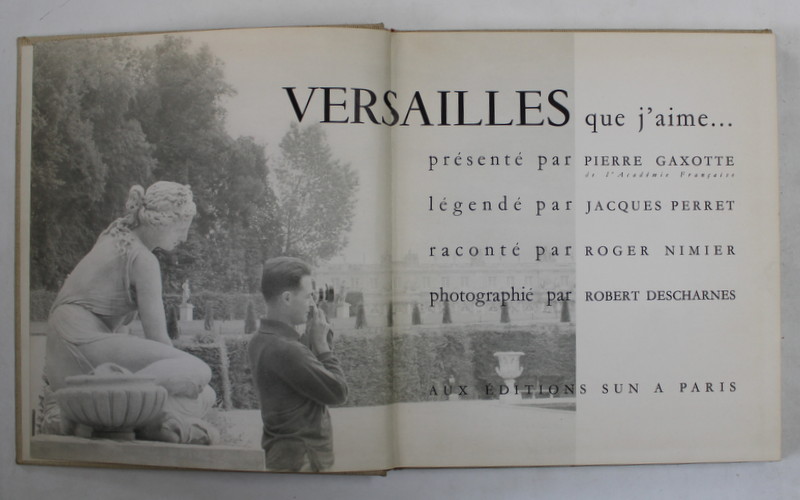 VERSAILLES que j'aime...
présenté par PIERRE GAXOTTE
de l'Académie Française
légendé par JACQUES PERRET
raconté par ROGER NIMIER
photographié par ROBERT DESCHARNES
AUX ÉDITIONS SUN A PARIS